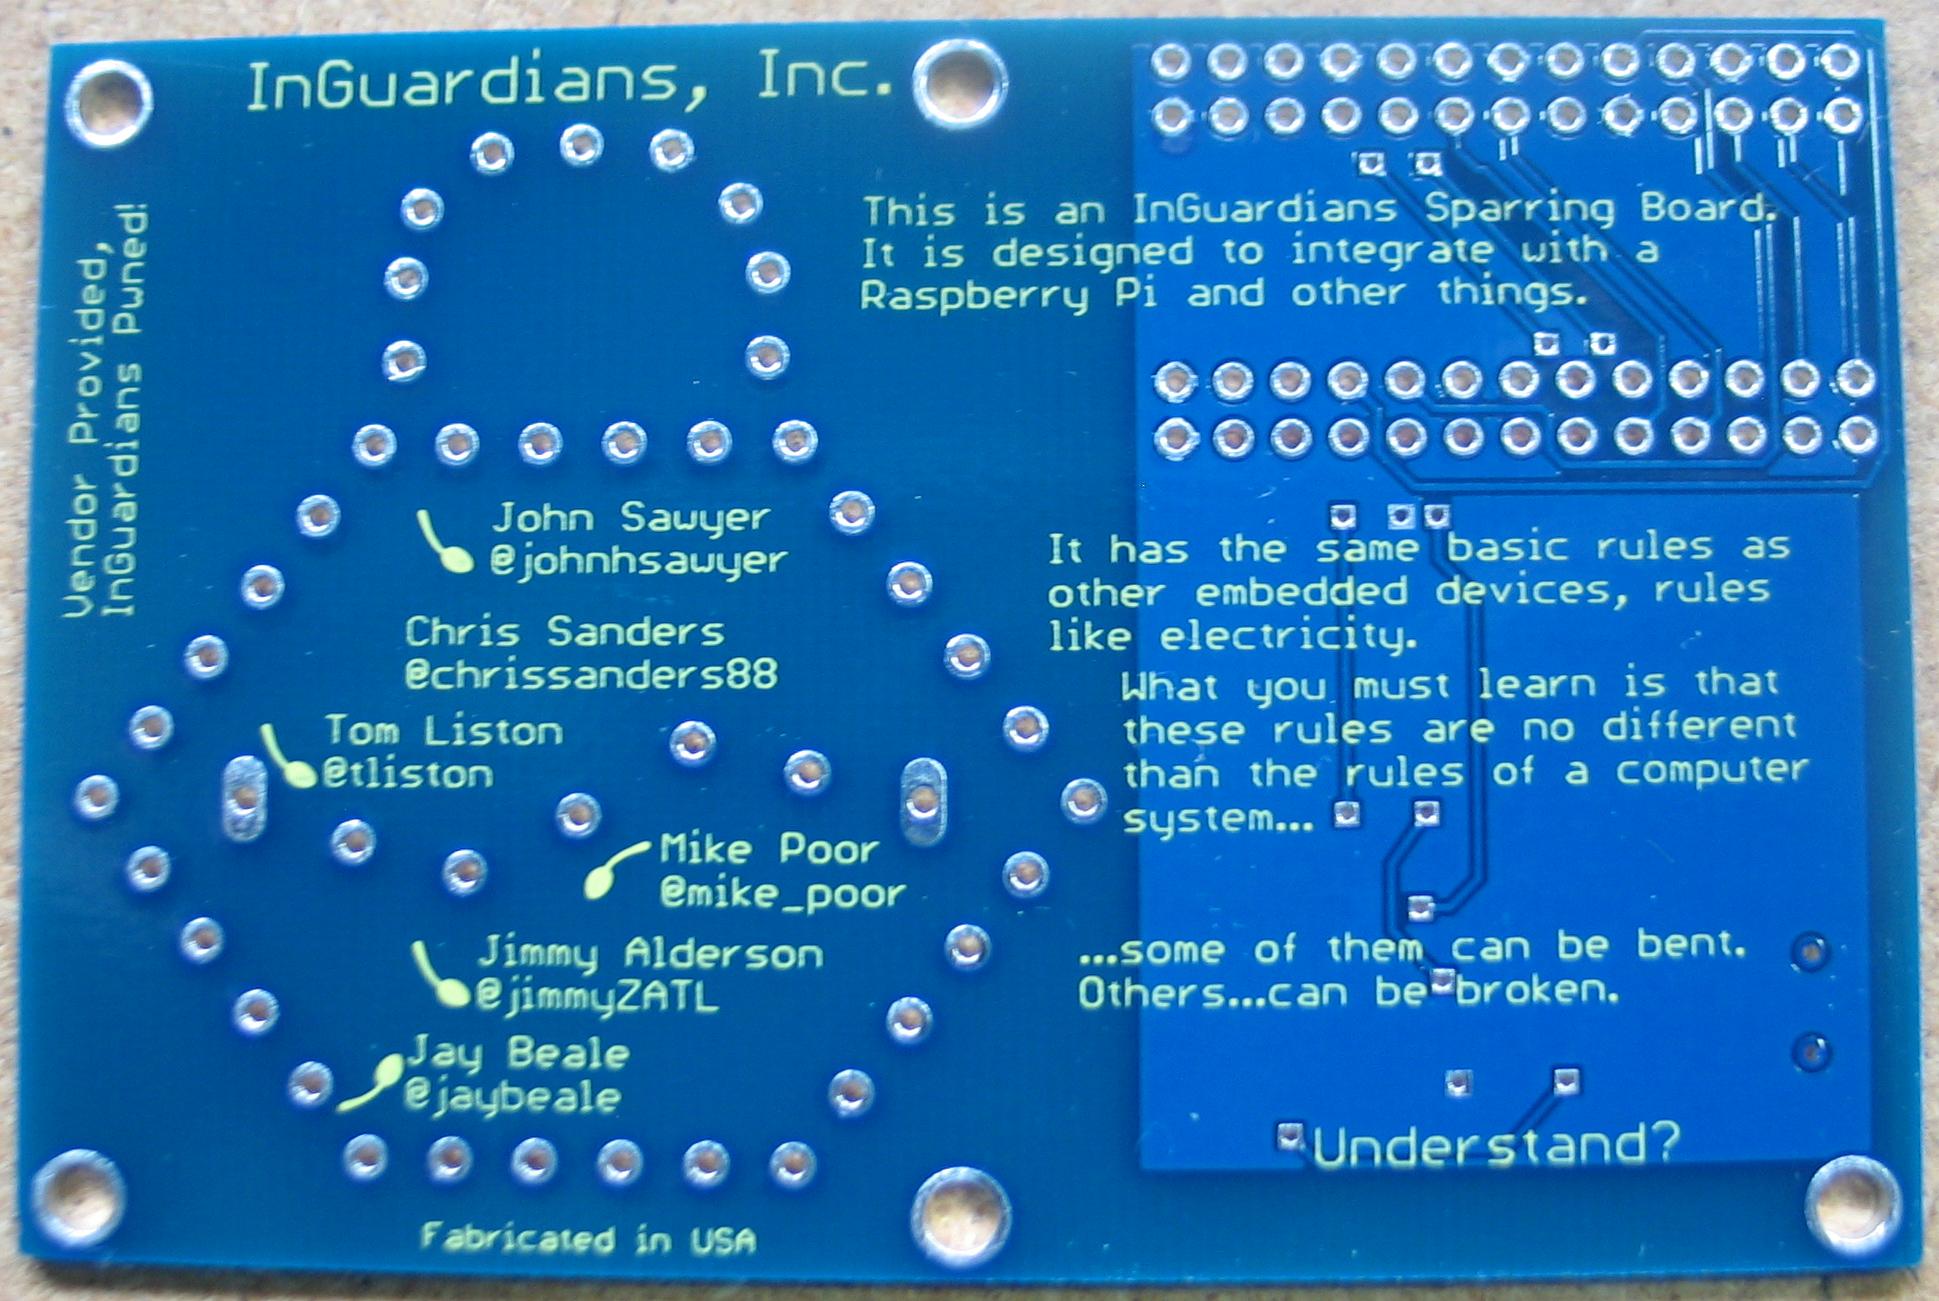 InGuardians, Inc.
Vendor Provided,
InGuardians Pwned!
This is an InGuardians Sparring Board.
It is designed to integrate with a
Raspberry Pi and other things.
John Sawyer
@johnhsawyer
Chris Sanders
@chrissanders88
Tom Liston
@tliston
Mike Poor
@mike_poor
Jimmy Alderson
@jimmyZATL
Jay Beale
@jaybeale
It has the same basic rules as
other embedded devices, rules
like electricity.
What you must learn is that
these rules are no different
than the rules of a computer
system...
...some of them can be bent.
Others...can be broken.
Understand?
Fabricated in USA